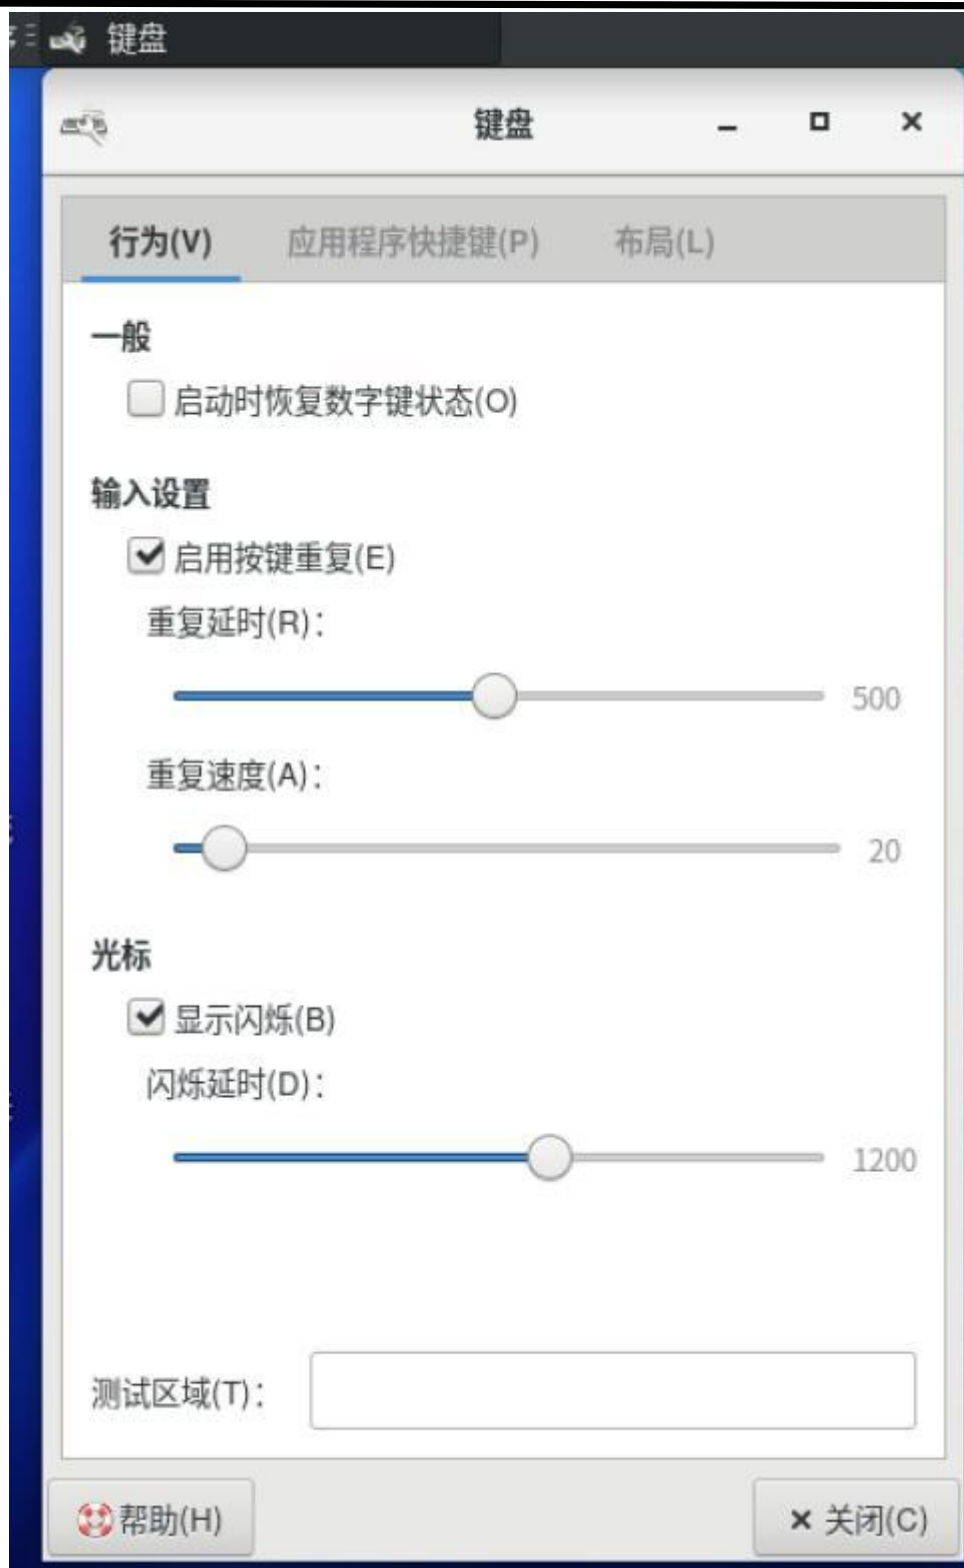 键盘
键盘
行为(V) 应用程序快捷键(P) 布局(L)
一般
启动时恢复数字键状态(O)
输入设置
启用按键重复(E)
重复延时(R)：
500
重复速度(A)：
20
光标
显示闪烁(B)
闪烁延时(D)：
1200
测试区域(T)：
帮助(H) 关闭(C)